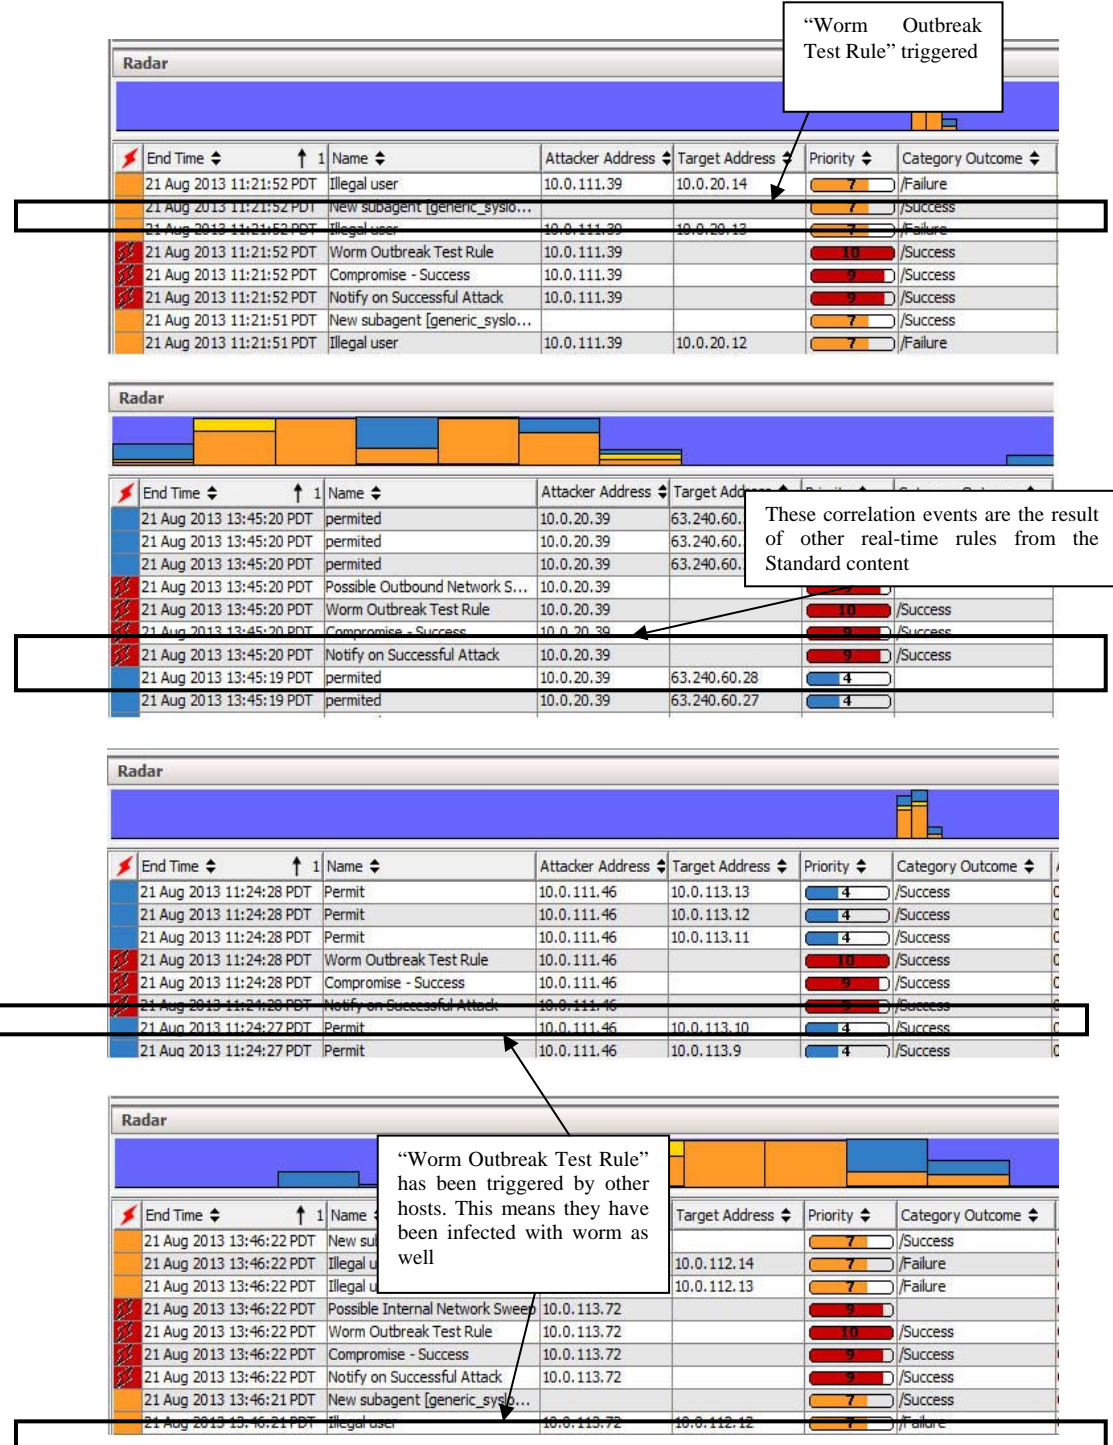 “Worm Outbreak
Test Rule” triggered
Radar
End Time 1 Name Attacker Address Target Address Priority Category Outcome
21 Aug 2013 11:21:52 PDT Illegal user 10.0.111.39 10.0.20.14 7 /Failure
21 Aug 2013 11:21:52 PDT New subagent [generic_syslo... 7 /Success
21 Aug 2013 11:21:52 PDT Illegal user 10.0.111.39 10.0.20.13 7 /Failure
21 Aug 2013 11:21:52 PDT Worm Outbreak Test Rule 10.0.111.39 10 /Success
21 Aug 2013 11:21:52 PDT Compromise - Success 10.0.111.39 9 /Success
21 Aug 2013 11:21:52 PDT Notify on Successful Attack 10.0.111.39 9 /Success
21 Aug 2013 11:21:51 PDT New subagent [generic_syslo... 7 /Success
21 Aug 2013 11:21:51 PDT Illegal user 10.0.111.39 10.0.20.12 7 /Failure
Radar
End Time 1 Name Attacker Address Target
These correlation events are the result
of other real-time rules from the
Standard content
21 Aug 2013 13:45:20 PDT permited 10.0.20.39 63.240.60.
21 Aug 2013 13:45:20 PDT permited 10.0.20.39 63.240.60.
21 Aug 2013 13:45:20 PDT permited 10.0.20.39 63.240.60.
21 Aug 2013 13:45:20 PDT Possible Outbound Network S... 10.0.20.39
21 Aug 2013 13:45:20 PDT Worm Outbreak Test Rule 10.0.20.39 10 /Success
21 Aug 2013 13:45:20 PDT Compromise - Success 10.0.20.39 9 /Success
21 Aug 2013 13:45:20 PDT Notify on Successful Attack 10.0.20.39 9 /Success
21 Aug 2013 13:45:19 PDT permited 10.0.20.39 63.240.60.28 4
21 Aug 2013 13:45:19 PDT permited 10.0.20.39 63.240.60.27 4
Radar
End Time 1 Name Attacker Address Target Address Priority Category Outcome
21 Aug 2013 11:24:28 PDT Permit 10.0.111.46 10.0.113.13 4 /Success
21 Aug 2013 11:24:28 PDT Permit 10.0.111.46 10.0.113.12 4 /Success
21 Aug 2013 11:24:28 PDT Permit 10.0.111.46 10.0.113.11 4 /Success
21 Aug 2013 11:24:28 PDT Worm Outbreak Test Rule 10.0.111.46 10 /Success
21 Aug 2013 11:24:28 PDT Compromise - Success 10.0.111.46 9 /Success
21 Aug 2013 11:24:28 PDT Notify on Successful Attack 10.0.111.46 9 /Success
21 Aug 2013 11:24:27 PDT Permit 10.0.111.46 10.0.113.10 4 /Success
21 Aug 2013 11:24:27 PDT Permit 10.0.111.46 10.0.113.9 4 /Success
Radar
“Worm Outbreak Test Rule”
has been triggered by other
hosts. This means they have
been infected with worm as
well
End Time 1 Name Target Address Priority Category Outcome
21 Aug 2013 13:46:22 PDT New su 7 /Success
21 Aug 2013 13:46:22 PDT Illegal u 10.0.112.14 7 /Failure
21 Aug 2013 13:46:22 PDT Illegal u 10.0.112.13 7 /Failure
21 Aug 2013 13:46:22 PDT Possible Internal Network Sweep 10.0.113.72 9
21 Aug 2013 13:46:22 PDT Worm Outbreak Test Rule 10.0.113.72 10 /Success
21 Aug 2013 13:46:22 PDT Compromise - Success 10.0.113.72 9 /Success
21 Aug 2013 13:46:22 PDT Notify on Successful Attack 10.0.113.72 9 /Success
21 Aug 2013 13:46:21 PDT New subagent [generic_syslo... 7 /Success
21 Aug 2013 13:46:21 PDT Illegal user 10.0.113.72 10.0.112.12 7 /Failure